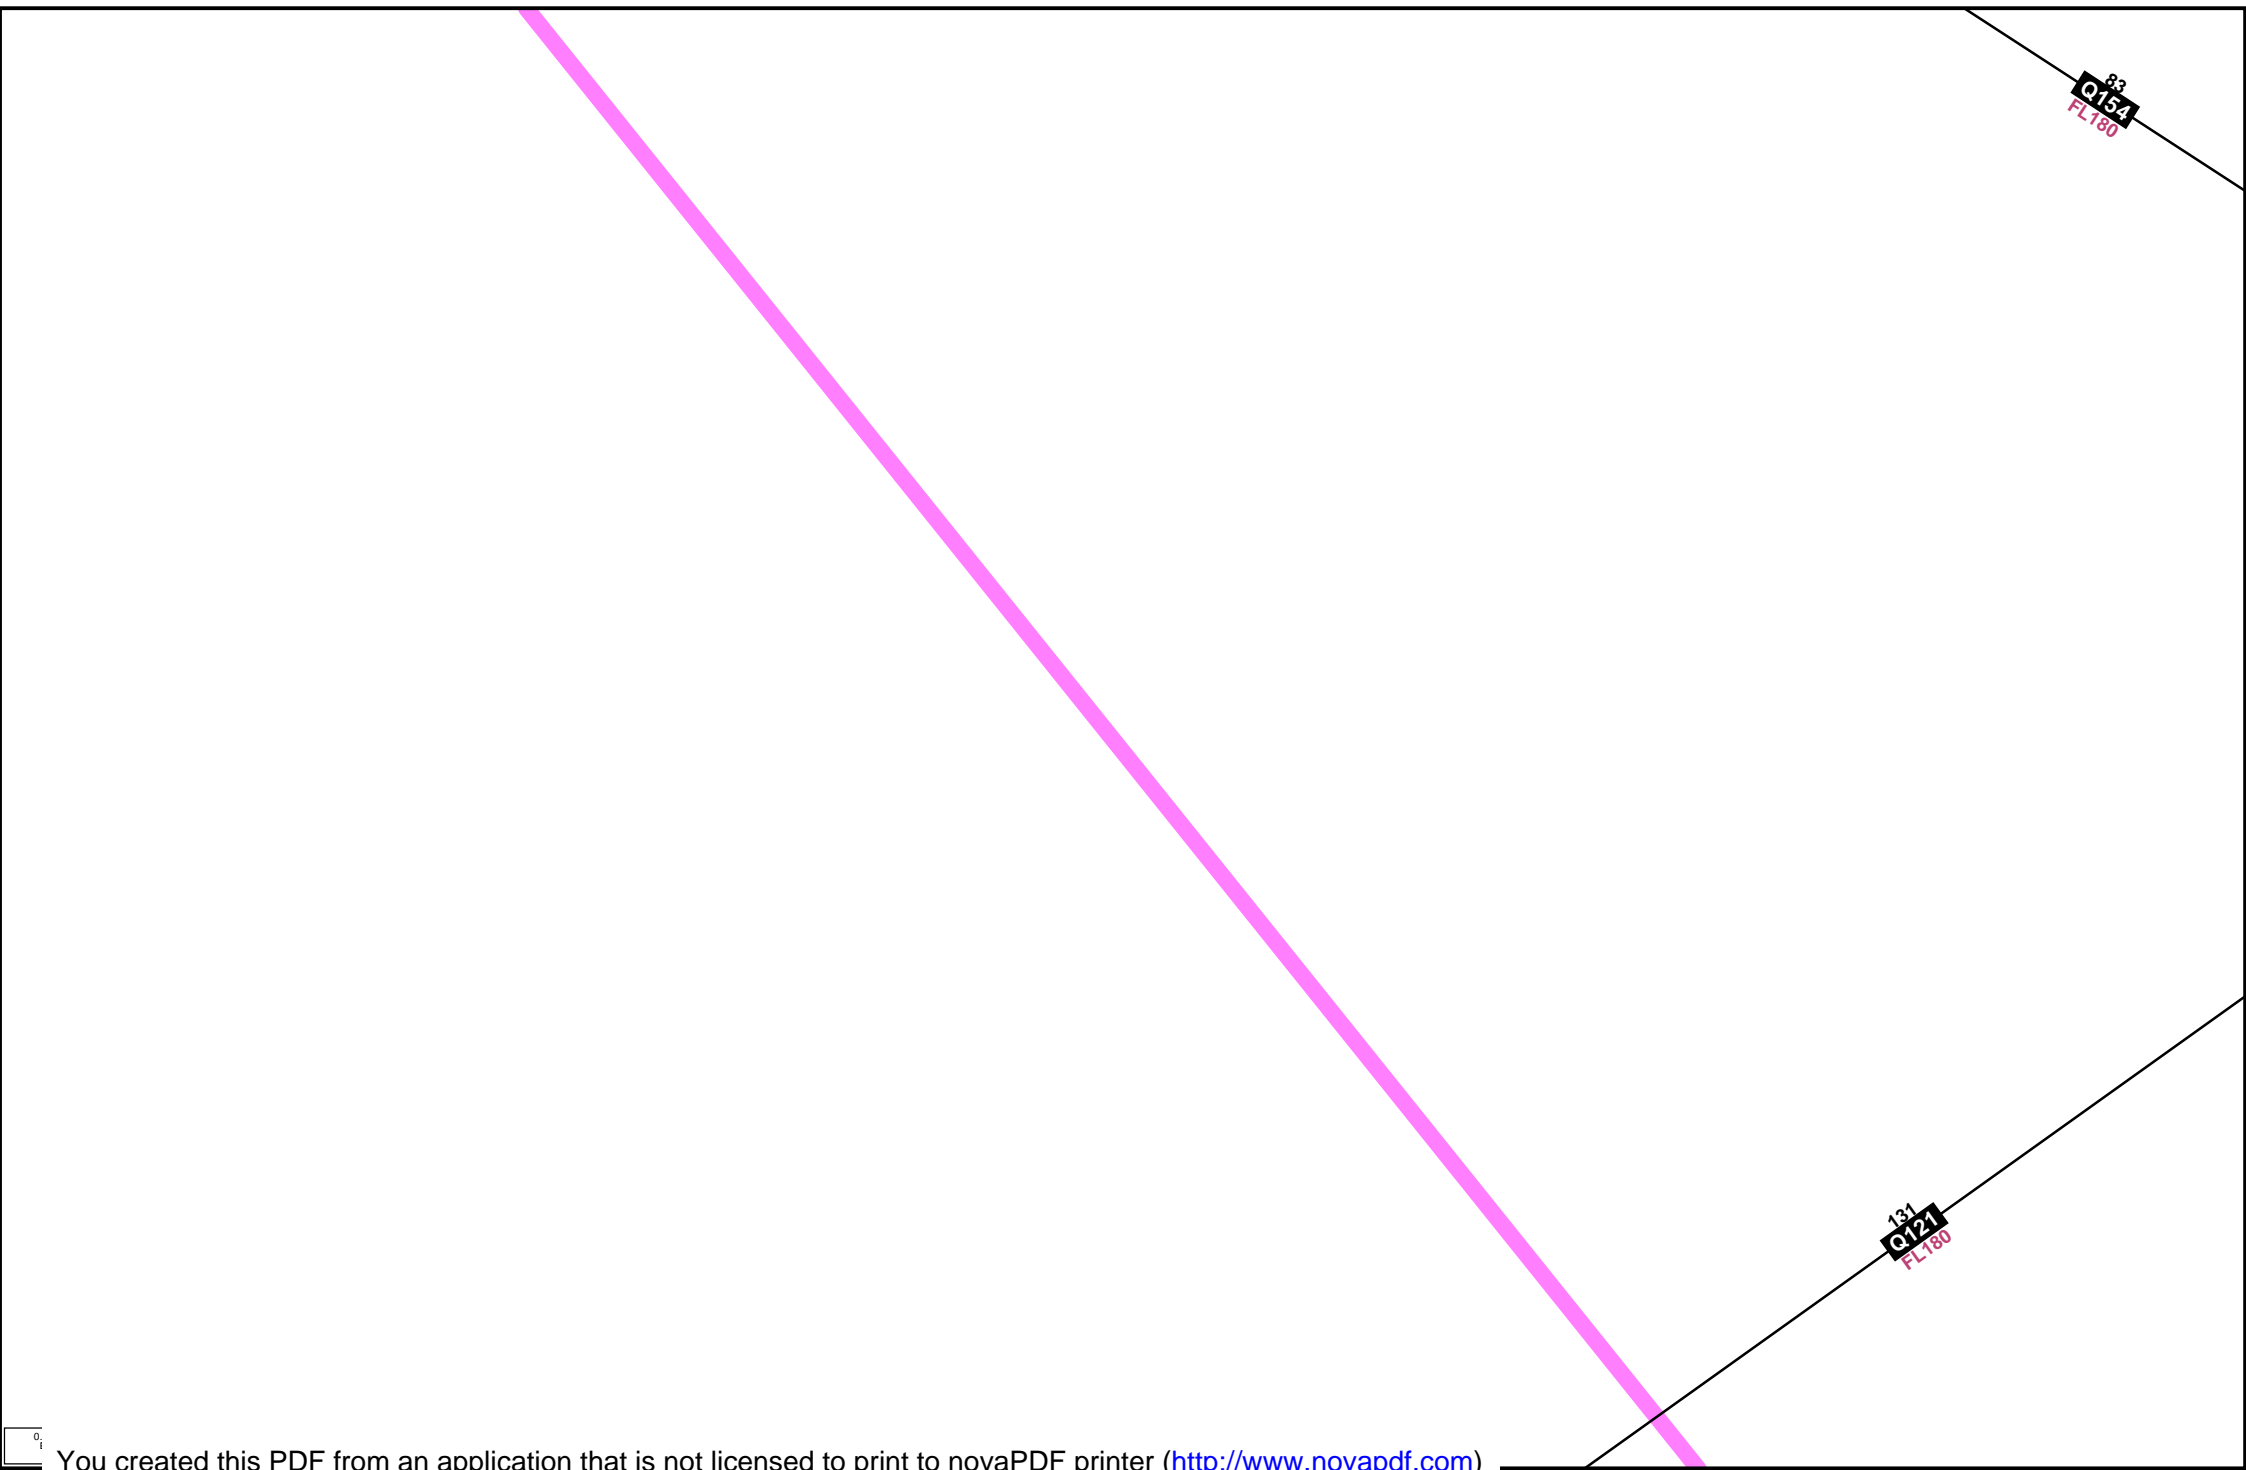 83
Q154
FL180
131
Q121
FL180
You created this PDF from an application that is not licensed to print to novaPDF printer (http://www.novapdf.com)